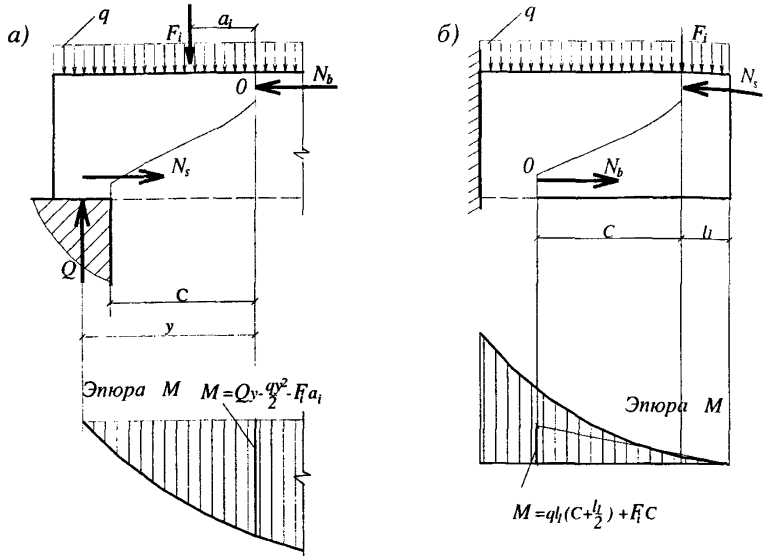 а)
q
F_i
a_i
N_b
0
N_s
Q
C
y
Эпюра M
M=Qy-qy²/2-F_i a_i
б)
q
F_i
N_s
0
N_b
C
l_1
Эпюра M
M=ql_1(C+l_1/2)+F_i C